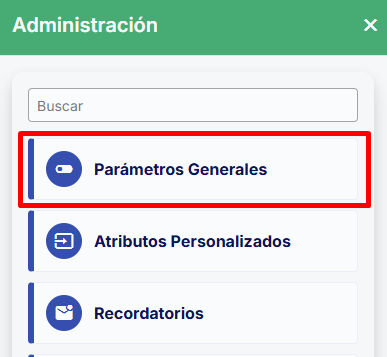 Administración
Buscar
Parámetros Generales
Atributos Personalizados
Recordatorios